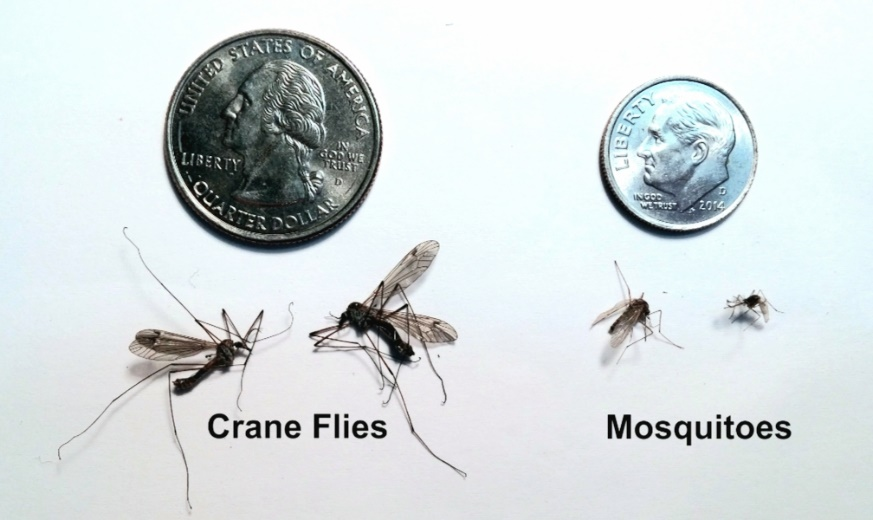 UNITED STATES OF AMERICA
LIBERTY
IN
GOD WE
TRUST
D
QUARTER DOLLAR
LIBERTY
IN GOD
WE TRUST
D
2014
Crane Flies
Mosquitoes